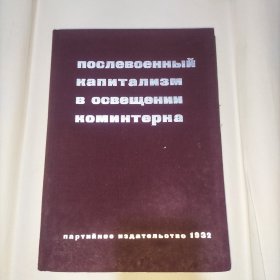 послевоенный
капитализм
в освещении
коминтерна
партийное издательство 1932